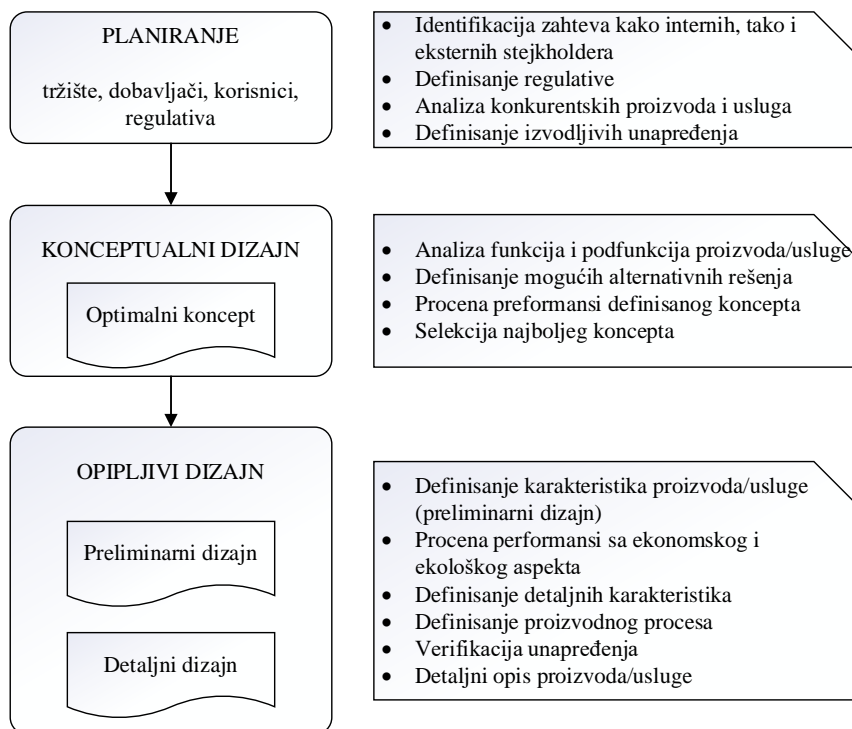 PLANIRANJE
tržište, dobavljači, korisnici,
regulativa
• Identifikacija zahteva kako internih, tako i
eksternih stejkholdera
• Definisanje regulative
• Analiza konkurentskih proizvoda i usluga
• Definisanje izvodljivih unapređenja
KONCEPTUALNI DIZAJN
Optimalni koncept
• Analiza funkcija i podfunkcija proizvoda/usluge
• Definisanje mogućih alternativnih rešenja
• Procena preformansi definisanog koncepta
• Selekcija najboljeg koncepta
OPIPLJIVI DIZAJN
Preliminarni dizajn
Detaljni dizajn
• Definisanje karakteristika proizvoda/usluge
(preliminarni dizajn)
• Procena performansi sa ekonomskog i
ekološkog aspekta
• Definisanje detaljnih karakteristika
• Definisanje proizvodnog procesa
• Verifikacija unapređenja
• Detaljni opis proizvoda/usluge